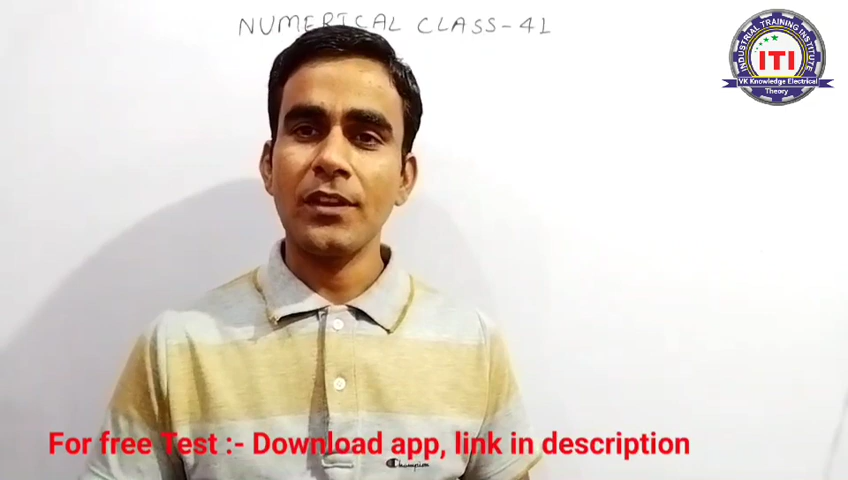 NUMERICAL CLASS-41
INDUSTRIAL TRAINING INSTITUTE
ITI
VK Knowledge Electrical
Theory
Champion
For free Test :- Download app, link in description